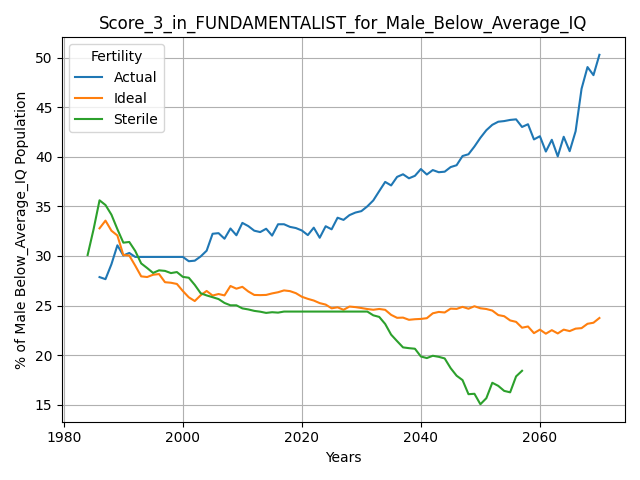 Score_3_in_FUNDAMENTALIST_for_Male_Below_Average_IQ
% of Male Below_Average_IQ Population
50
45
40
35
30
25
20
15
Fertility
Actual
Ideal
Sterile
1980
2000
2020
2040
2060
Years